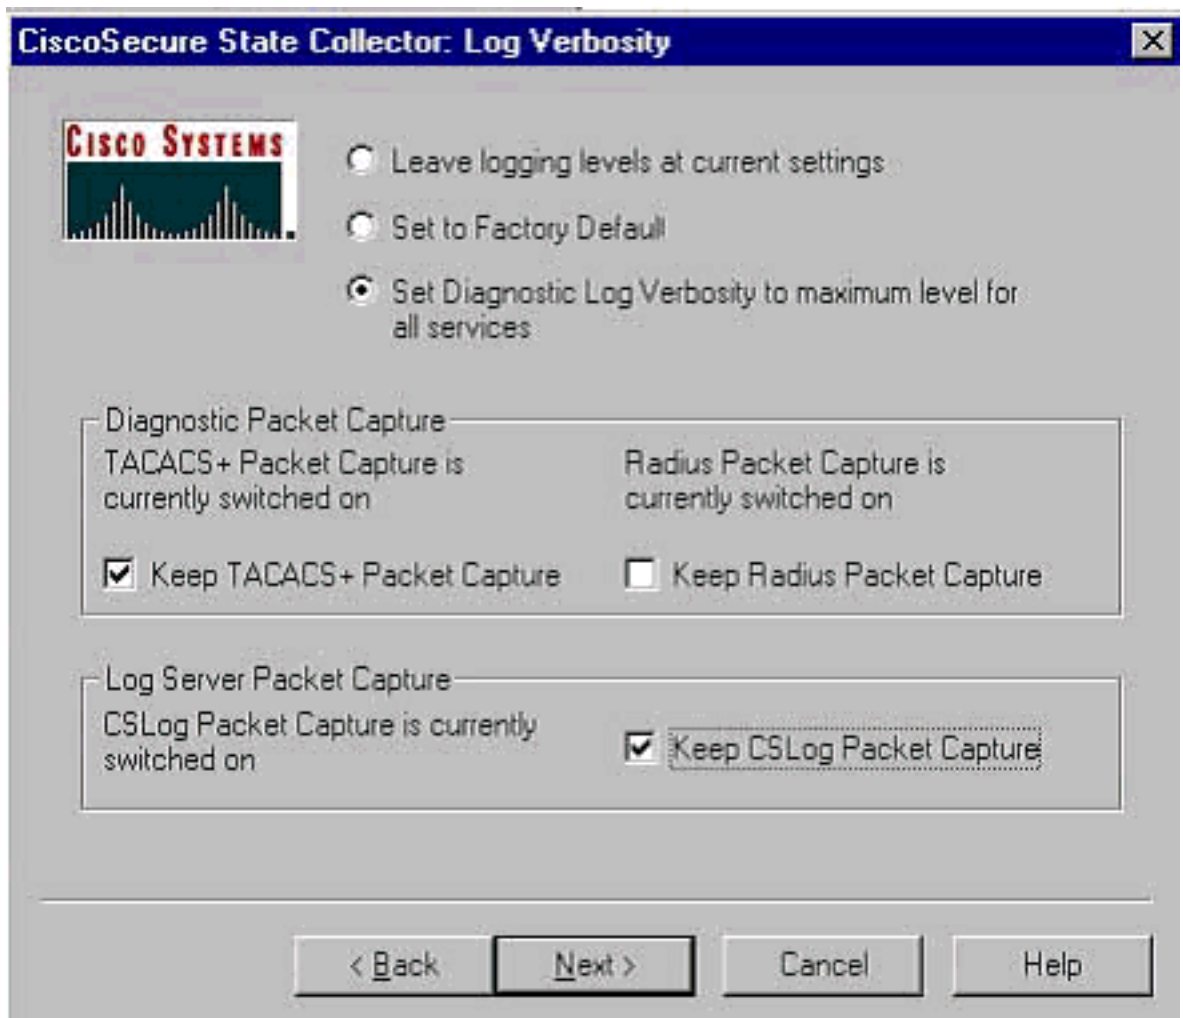 CiscoSecure State Collector: Log Verbosity
CISCO SYSTEMS
Leave logging levels at current settings
Set to Factory Default
Set Diagnostic Log Verbosity to maximum level for
all services
Diagnostic Packet Capture
TACACS+ Packet Capture is
currently switched on
Radius Packet Capture is
currently switched on
Keep TACACS+ Packet Capture
Keep Radius Packet Capture
Log Server Packet Capture
CSLog Packet Capture is currently
switched on
Keep CSLog Packet Capture
< Back
Next >
Cancel
Help